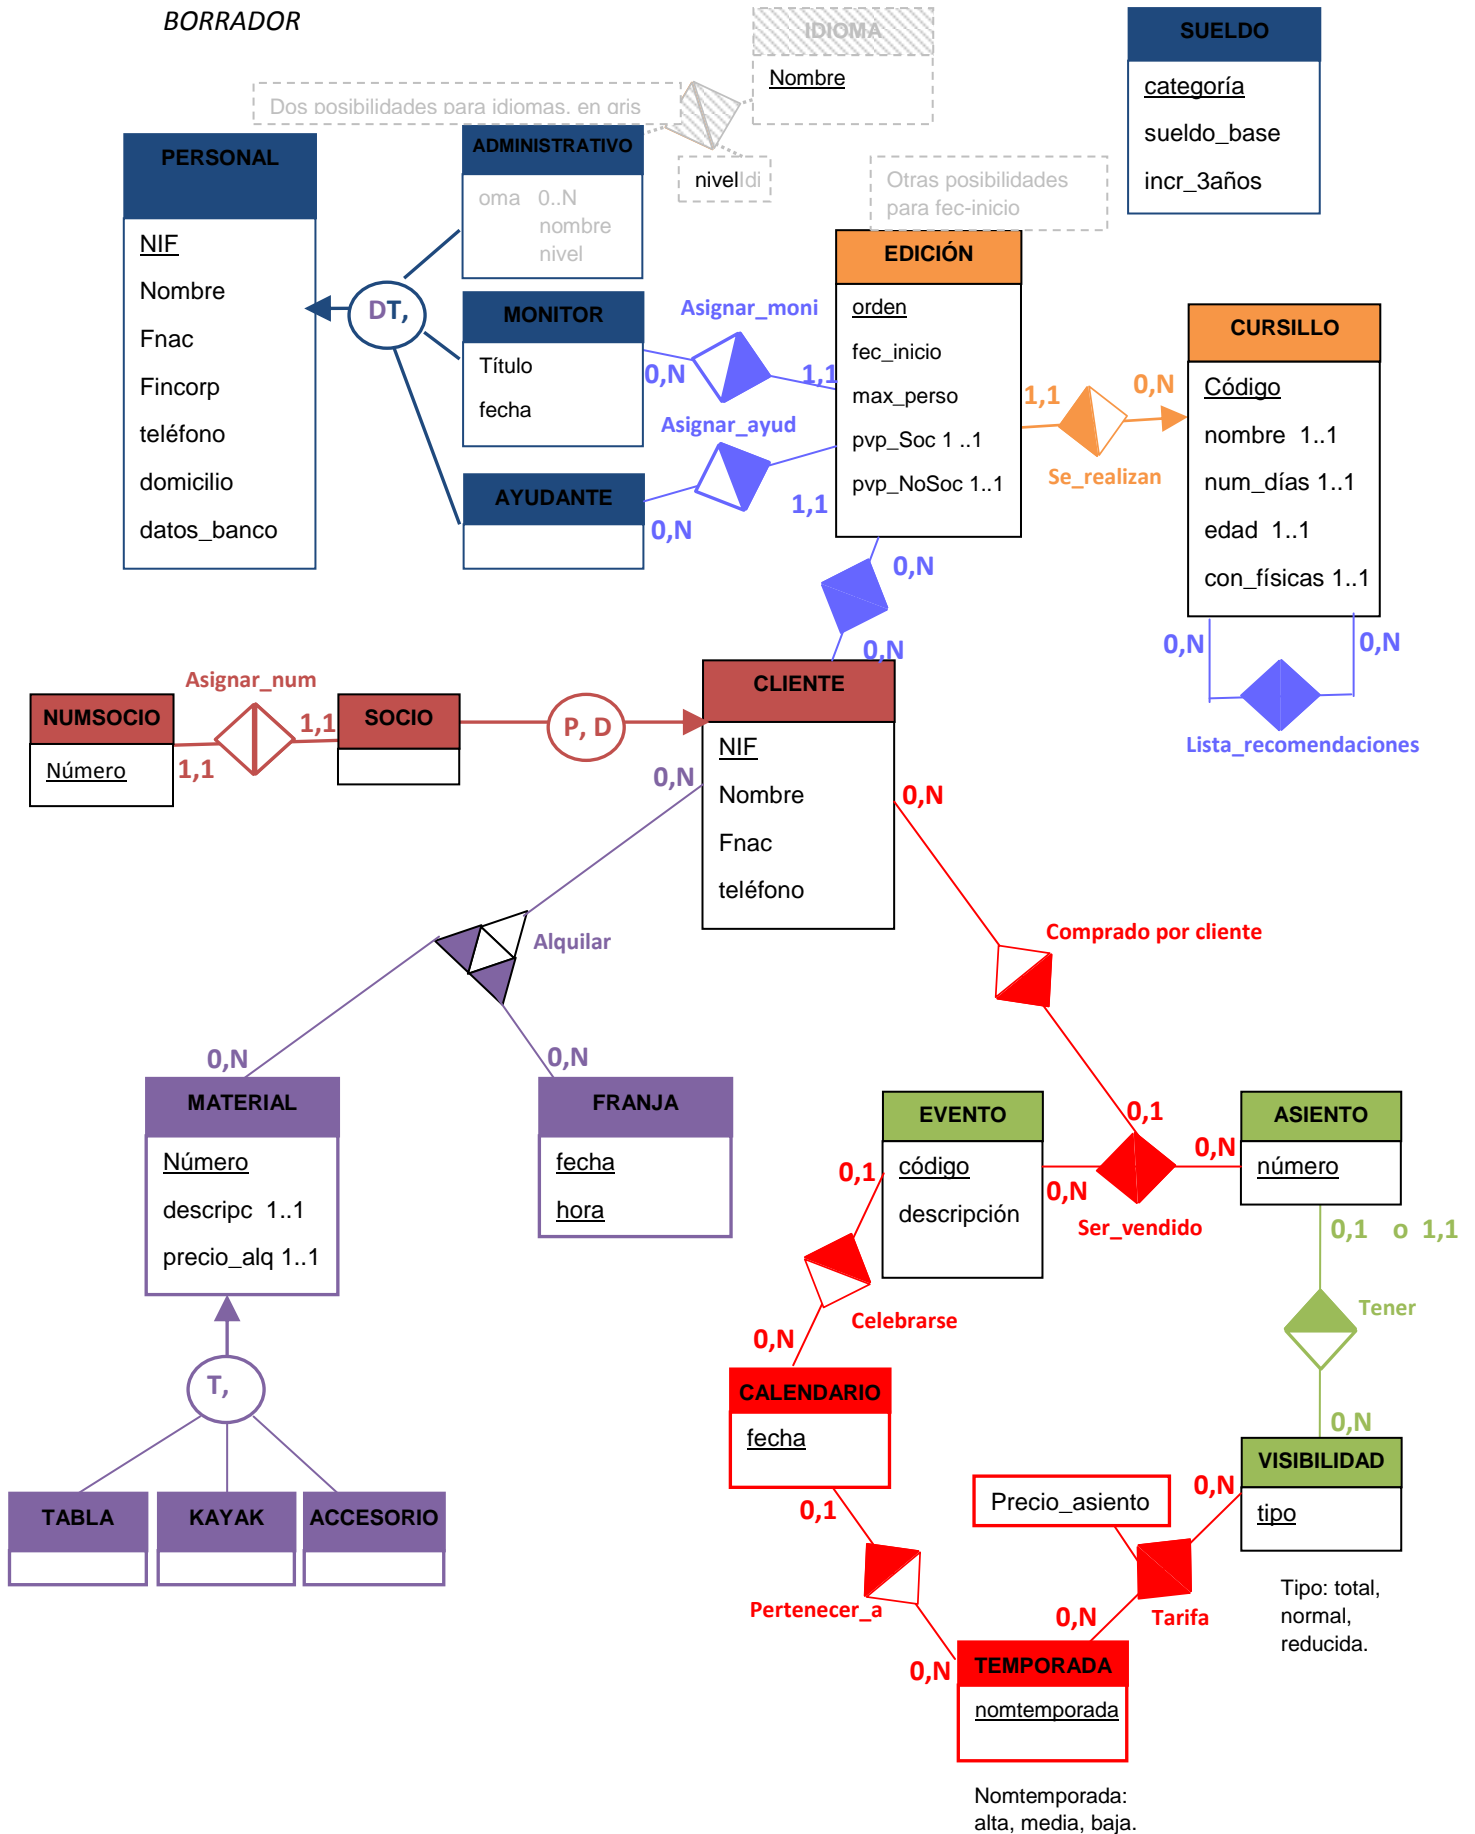 BORRADOR
IDIOMA
Nombre
SUELDO
categoría
sueldo_base
incr_3años
Dos posibilidades para idiomas, en gris
PERSONAL
NIF
Nombre
Fnac
Fincorp
teléfono
domicilio
datos_banco
DT,
ADMINISTRATIVO
oma 0..N
nombre
nivel
nivelIdi
Otras posibilidades
para fec-inicio
MONITOR
Título
fecha
AYUDANTE
Asignar_moni
0,N
1,1
Asignar_ayud
0,N
1,1
EDICIÓN
orden
fec_inicio
max_perso
pvp_Soc 1 ..1
pvp_NoSoc 1..1
1,1
0,N
Se_realizan
CURSILLO
Código
nombre 1..1
num_días 1..1
edad 1..1
con_físicas 1..1
0,N
0,N
Lista_recomendaciones
0,N
0,N
Asignar_num
NUMSOCIO
Número
1,1
1,1
SOCIO
P, D
CLIENTE
NIF
Nombre
Fnac
teléfono
0,N
0,N
Alquilar
Comprado por cliente
0,N
0,N
MATERIAL
Número
descripc 1..1
precio_alq 1..1
FRANJA
fecha
hora
T,
TABLA
KAYAK
ACCESORIO
EVENTO
código
descripción
0,1
0,1
0,N
0,N
Ser_vendido
ASIENTO
número
0,1 o 1,1
Tener
0,N
Celebrarse
0,N
CALENDARIO
fecha
0,1
VISIBILIDAD
tipo
Precio_asiento
0,N
Tipo: total,
normal,
reducida.
Pertenecer_a
0,N
Tarifa
0,N
TEMPORADA
nomtemporada
Nomtemporada:
alta, media, baja.